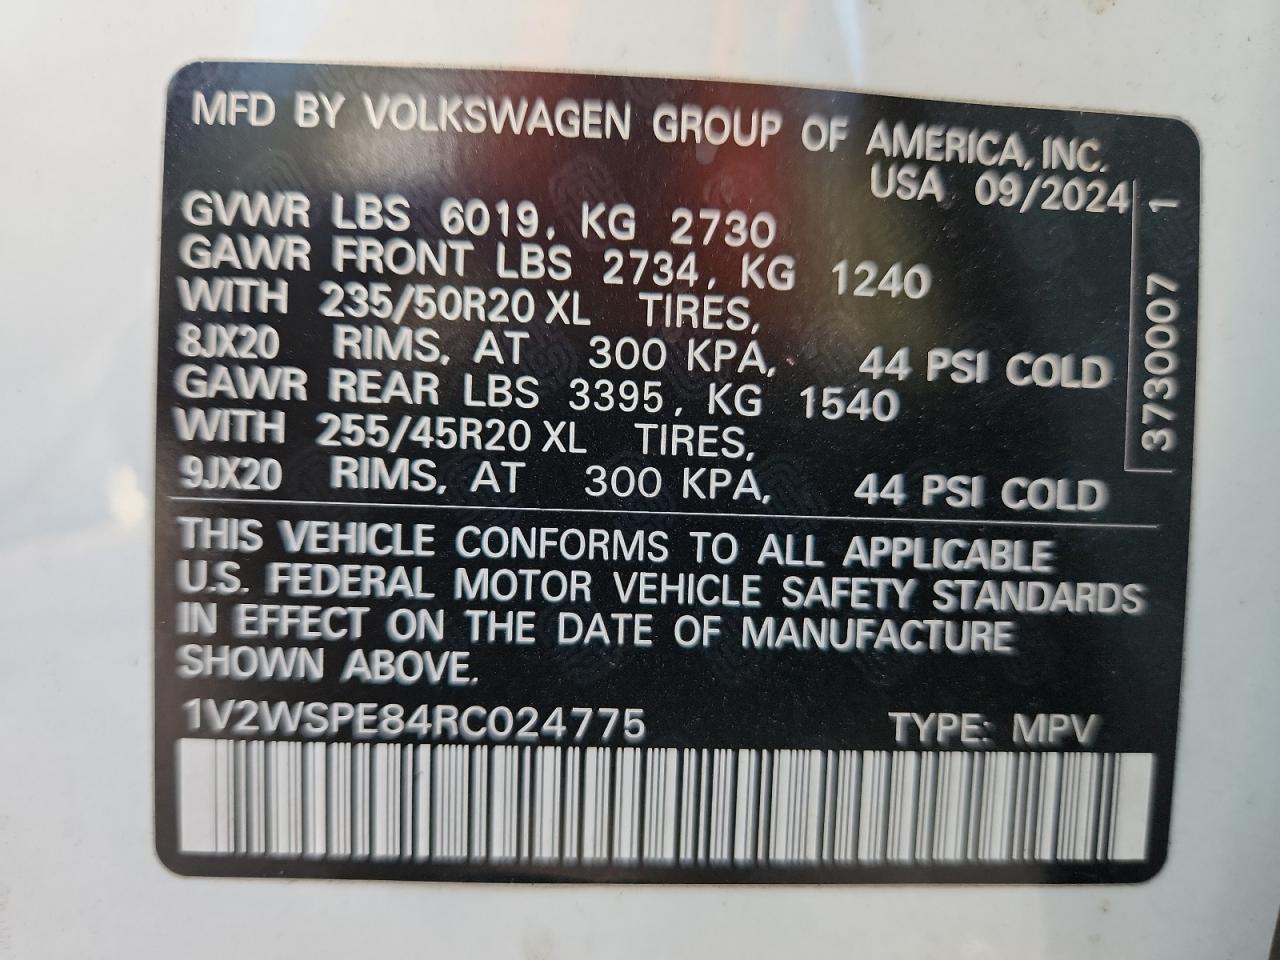 MFD BY VOLKSWAGEN GROUP OF AMERICA, INC.
USA 09/2024
GVWR LBS 6019, KG 2730
GAWR FRONT LBS 2734, KG 1240
WITH 235/50R20 XL TIRES,
8JX20 RIMS, AT 300 KPA, 44 PSI COLD
GAWR REAR LBS 3395, KG 1540
WITH 255/45R20 XL TIRES,
9JX20 RIMS, AT 300 KPA, 44 PSI COLD
3730007 1
THIS VEHICLE CONFORMS TO ALL APPLICABLE
U.S. FEDERAL MOTOR VEHICLE SAFETY STANDARDS
IN EFFECT ON THE DATE OF MANUFACTURE
SHOWN ABOVE.
1V2WSPE84RC024775 TYPE: MPV